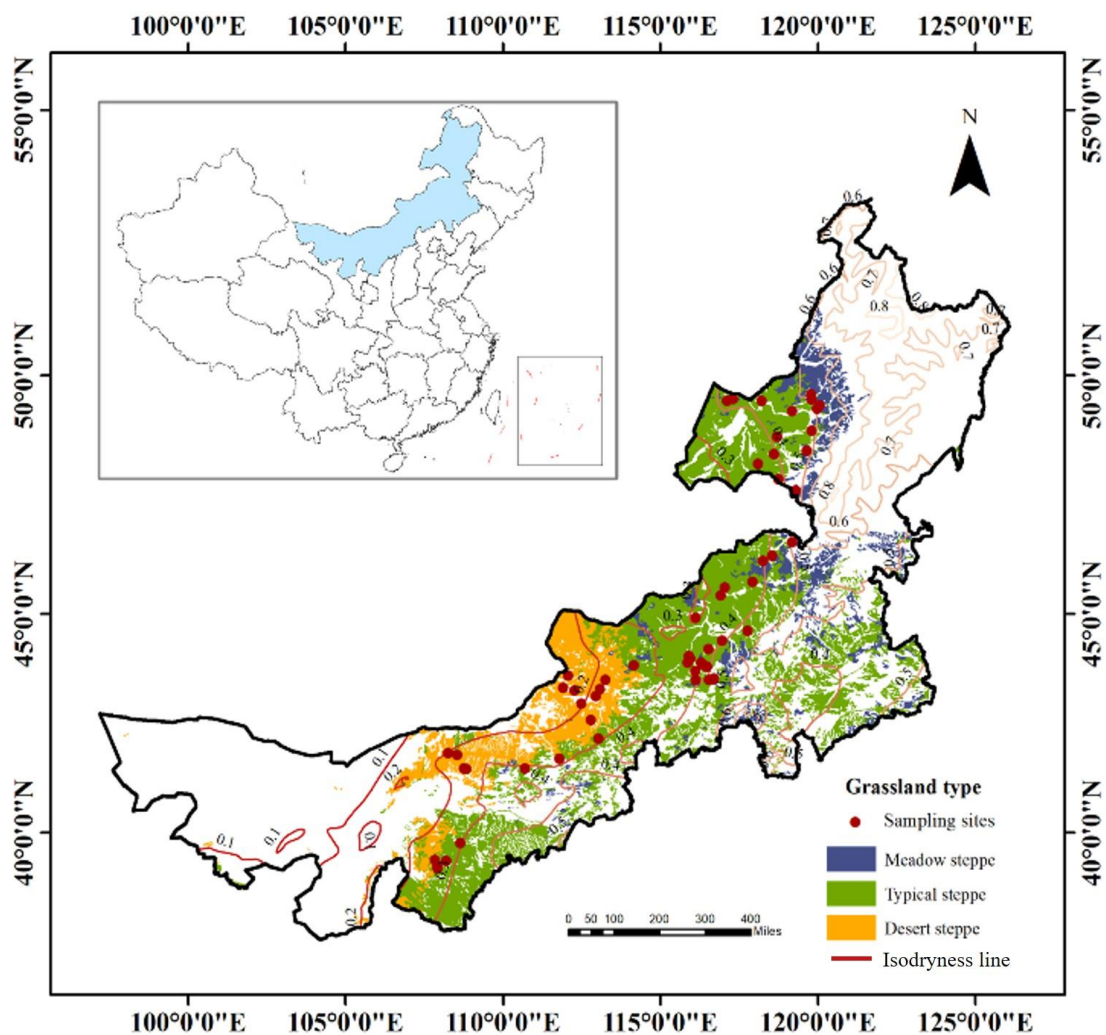 100°0'0"E 105°0'0"E 110°0'0"E 115°0'0"E 120°0'0"E 125°0'0"E
55°0'0"N 55°0'0"N
N
0.6
0.6
0.7
0.6
0.8
0.7
50°0'0"N 50°0'0"N
0.3
0.7
0.8
0.6
45°0'0"N 45°0'0"N
0.3
0.4
0.2
0.5
0.1
0.2
0.1
0.1
0.2
40°0'0"N 40°0'0"N
Grassland type
Sampling sites
Meadow steppe
Typical steppe
Desert steppe
Isodryness line
0 50 100 200 300 400
Miles
100°0'0"E 105°0'0"E 110°0'0"E 115°0'0"E 120°0'0"E 125°0'0"E